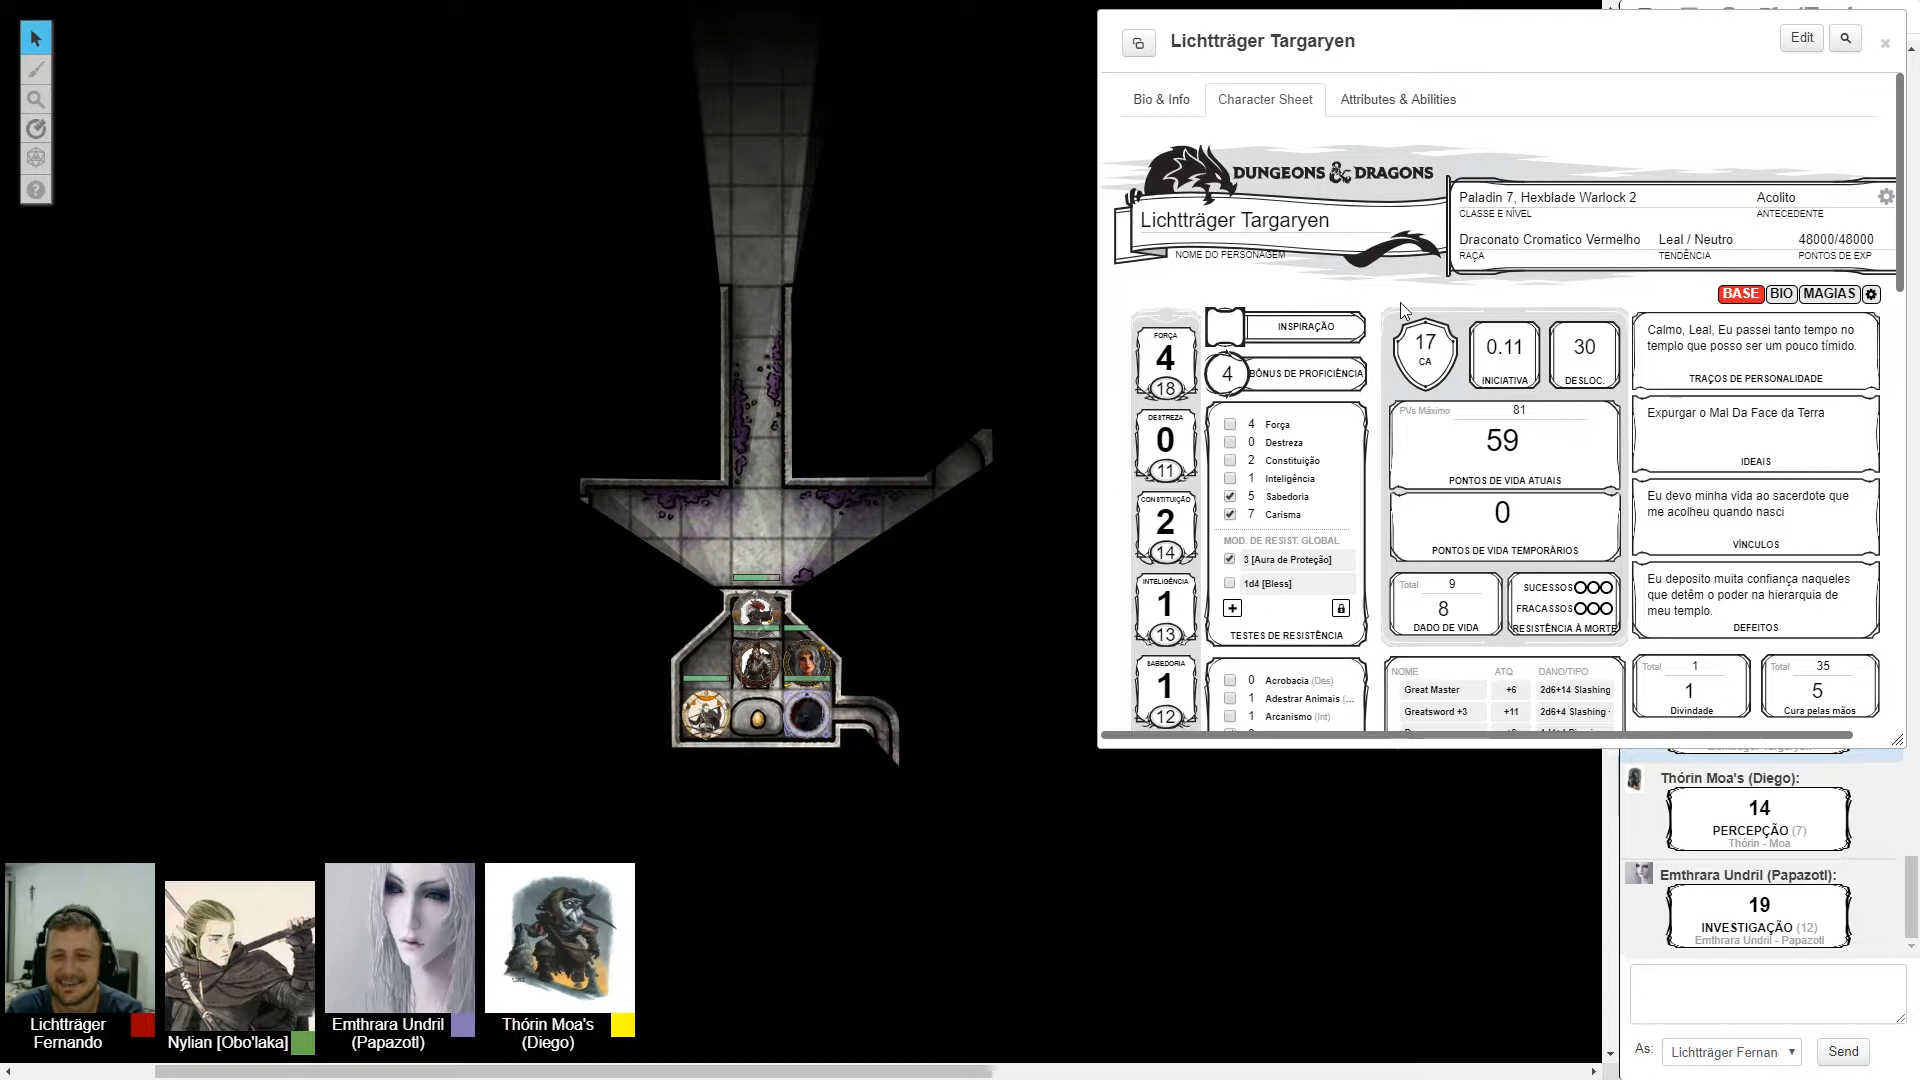 Lichtträger Targaryen
Edit
Bio & Info
Character Sheet
Attributes & Abilities
DUNGEONS & DRAGONS
Lichtträger Targaryen
NOME DO PERSONAGEM
Paladin 7, Hexblade Warlock 2
Acolito
CLASSE E NÍVEL
ANTECEDENTE
Draconato Cromatico Vermelho
Leal / Neutro
48000/48000
RAÇA
TENDÊNCIA
PONTOS DE EXP
BASE
BIO
MAGIAS
FORÇA
4
18
DESTREZA
0
11
CONSTITUIÇÃO
2
14
INTELIGÊNCIA
1
13
SABEDORIA
1
12
INSPIRAÇÃO
4
BÔNUS DE PROFICIÊNCIA
4 Força
0 Destreza
2 Constituição
1 Inteligência
5 Sabedoria
7 Carisma
MOD. DE RESIST. GLOBAL
3 [Aura de Proteção]
1d4 [Bless]
TESTES DE RESISTÊNCIA
0 Acrobacia (Des)
1 Adestrar Animais (...
1 Arcanismo (Int)
17
CA
0.11
INICIATIVA
30
DESLOC.
PVs Máximo
81
59
PONTOS DE VIDA ATUAIS
0
PONTOS DE VIDA TEMPORÁRIOS
Total
9
8
DADO DE VIDA
SUCESSOS
FRACASSOS
RESISTÊNCIA À MORTE
NOME
ATQ
DANO/TIPO
Great Master
+6
2d6+14 Slashing
Greatsword +3
+11
2d6+4 Slashing
Calmo, Leal, Eu passei tanto tempo no
templo que posso ser um pouco tímido.
TRAÇOS DE PERSONALIDADE
Expurgar o Mal Da Face da Terra
IDEAIS
Eu devo minha vida ao sacerdote que
me acolheu quando nasci
VÍNCULOS
Eu deposito muita confiança naqueles
que detêm o poder na hierarquia de
meu templo.
DEFEITOS
Total
1
1
Divindade
Total
35
5
Cura pelas mãos
Thórin Moa's (Diego):
14
PERCEPÇÃO (7)
Thórin - Moa
Emthrara Undril (Papazotl):
19
INVESTIGAÇÃO (12)
Emthrara Undril - Papazotl
As:
Lichtträger Fernan
Send
Lichtträger
Fernando
Nylian [Obo'laka]
Emthrara Undril
(Papazotl)
Thórin Moa's
(Diego)